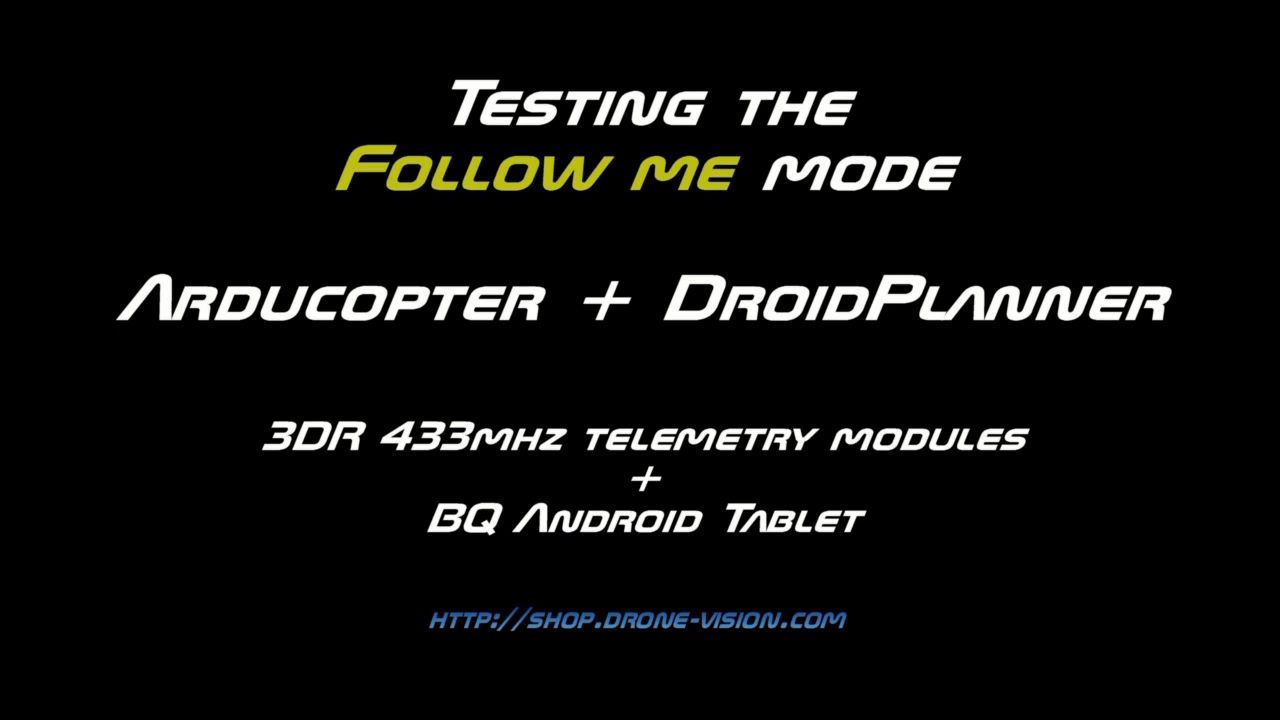 Testing the
Follow me mode
Arducopter + DroidPlanner
3DR 433mhz telemetry modules
+
BQ Android Tablet
http://shop.drone-vision.com